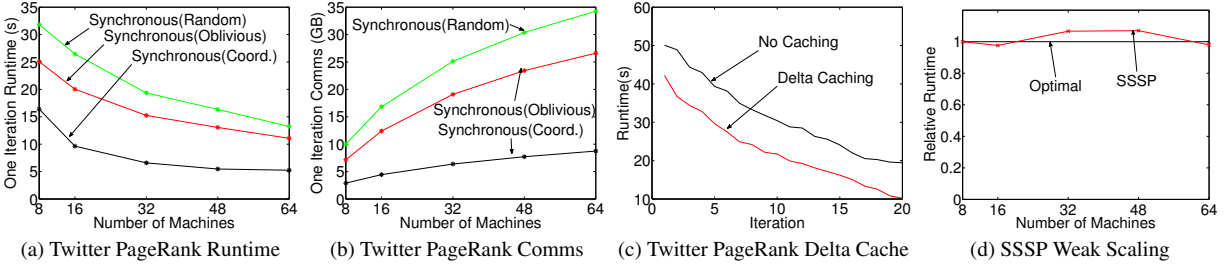 One Iteration Runtime (s)
35
30
25
20
15
10
5
0
8 16 32 48 64
Number of Machines
Synchronous(Random)
Synchronous(Oblivious)
Synchronous(Coord.)
(a) Twitter PageRank Runtime
One Iteration Comms (GB)
35
30
25
20
15
10
5
0
8 16 32 48 64
Number of Machines
Synchronous(Random)
Synchronous(Oblivious)
Synchronous(Coord.)
(b) Twitter PageRank Comms
Runtime(s)
60
50
40
30
20
10
0 5 10 15 20
Iteration
No Caching
Delta Caching
(c) Twitter PageRank Delta Cache
Relative Runtime
1.2
1
0.8
0.6
0.4
0.2
0
8 16 32 48 64
Number of Machines
Optimal
SSSP
(d) SSSP Weak Scaling